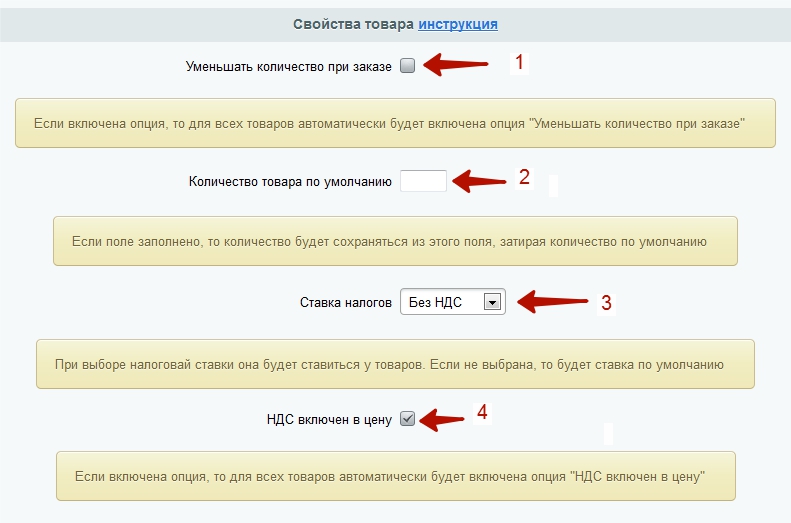 Свойства товара инструкция
Уменьшать количество при заказе 1
Если включена опция, то для всех товаров автоматически будет включена опция "Уменьшать количество при заказе"
Количество товара по умолчанию 2
Если поле заполнено, то количество будет сохраняться из этого поля, затирая количество по умолчанию
Ставка налогов Без НДС 3
При выборе налоговай ставки она будет ставиться у товаров. Если не выбрана, то будет ставка по умолчанию
НДС включен в цену 4
Если включена опция, то для всех товаров автоматически будет включена опция "НДС включен в цену"